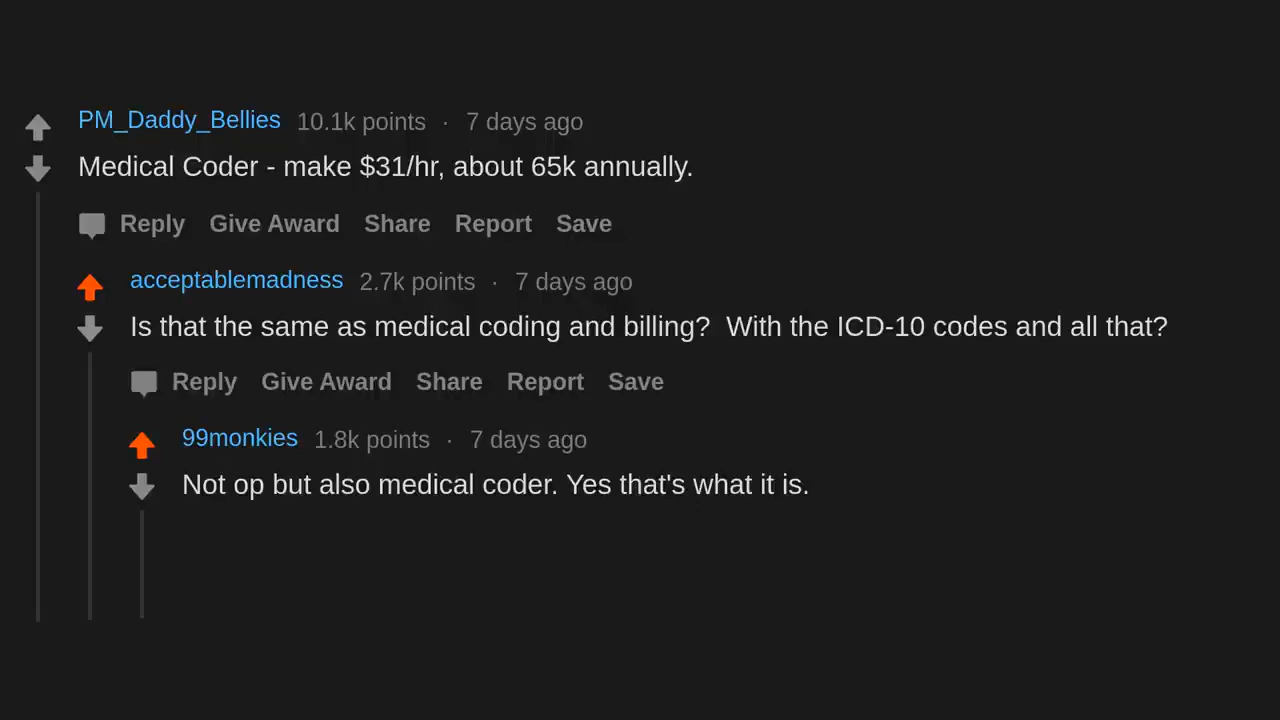 PM_Daddy_Bellies 10.1k points · 7 days ago
Medical Coder - make $31/hr, about 65k annually.
Reply Give Award Share Report Save
acceptablemadness 2.7k points · 7 days ago
Is that the same as medical coding and billing?  With the ICD-10 codes and all that?
Reply Give Award Share Report Save
99monkies 1.8k points · 7 days ago
Not op but also medical coder. Yes that's what it is.